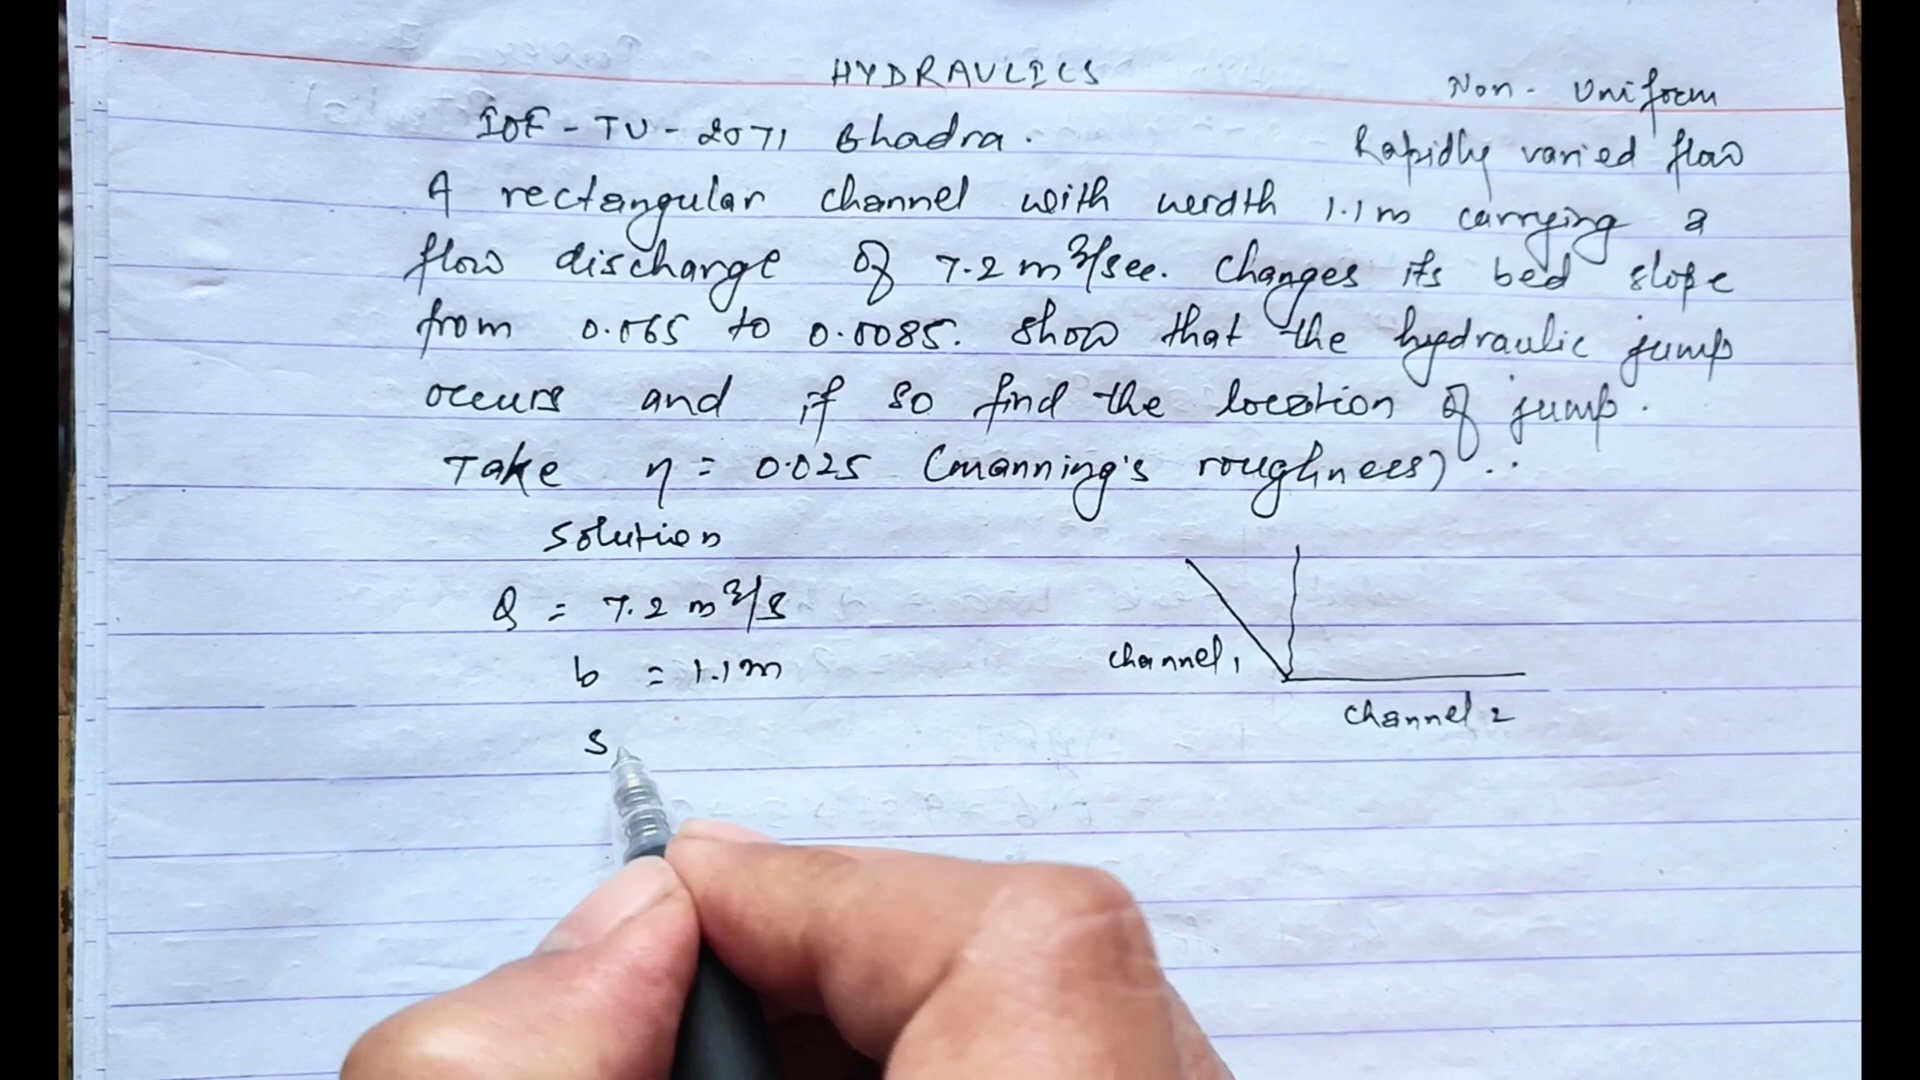 HYDRAULICS
Non- Uniform
IOE - TU - 2071 Bhadra.
Rapidly varied flow
A rectangular channel with width 1.1m carrying a
flow discharge of 7.2 m³/sec. Changes its bed slope
from 0.065 to 0.0085. show that the hydraulic jump
occurs and if so find the location of jump.
Take η = 0.025 (manning's roughness)..
Solution
Q = 7.2 m³/s
b = 1.1m
channel 1
channel 2
S